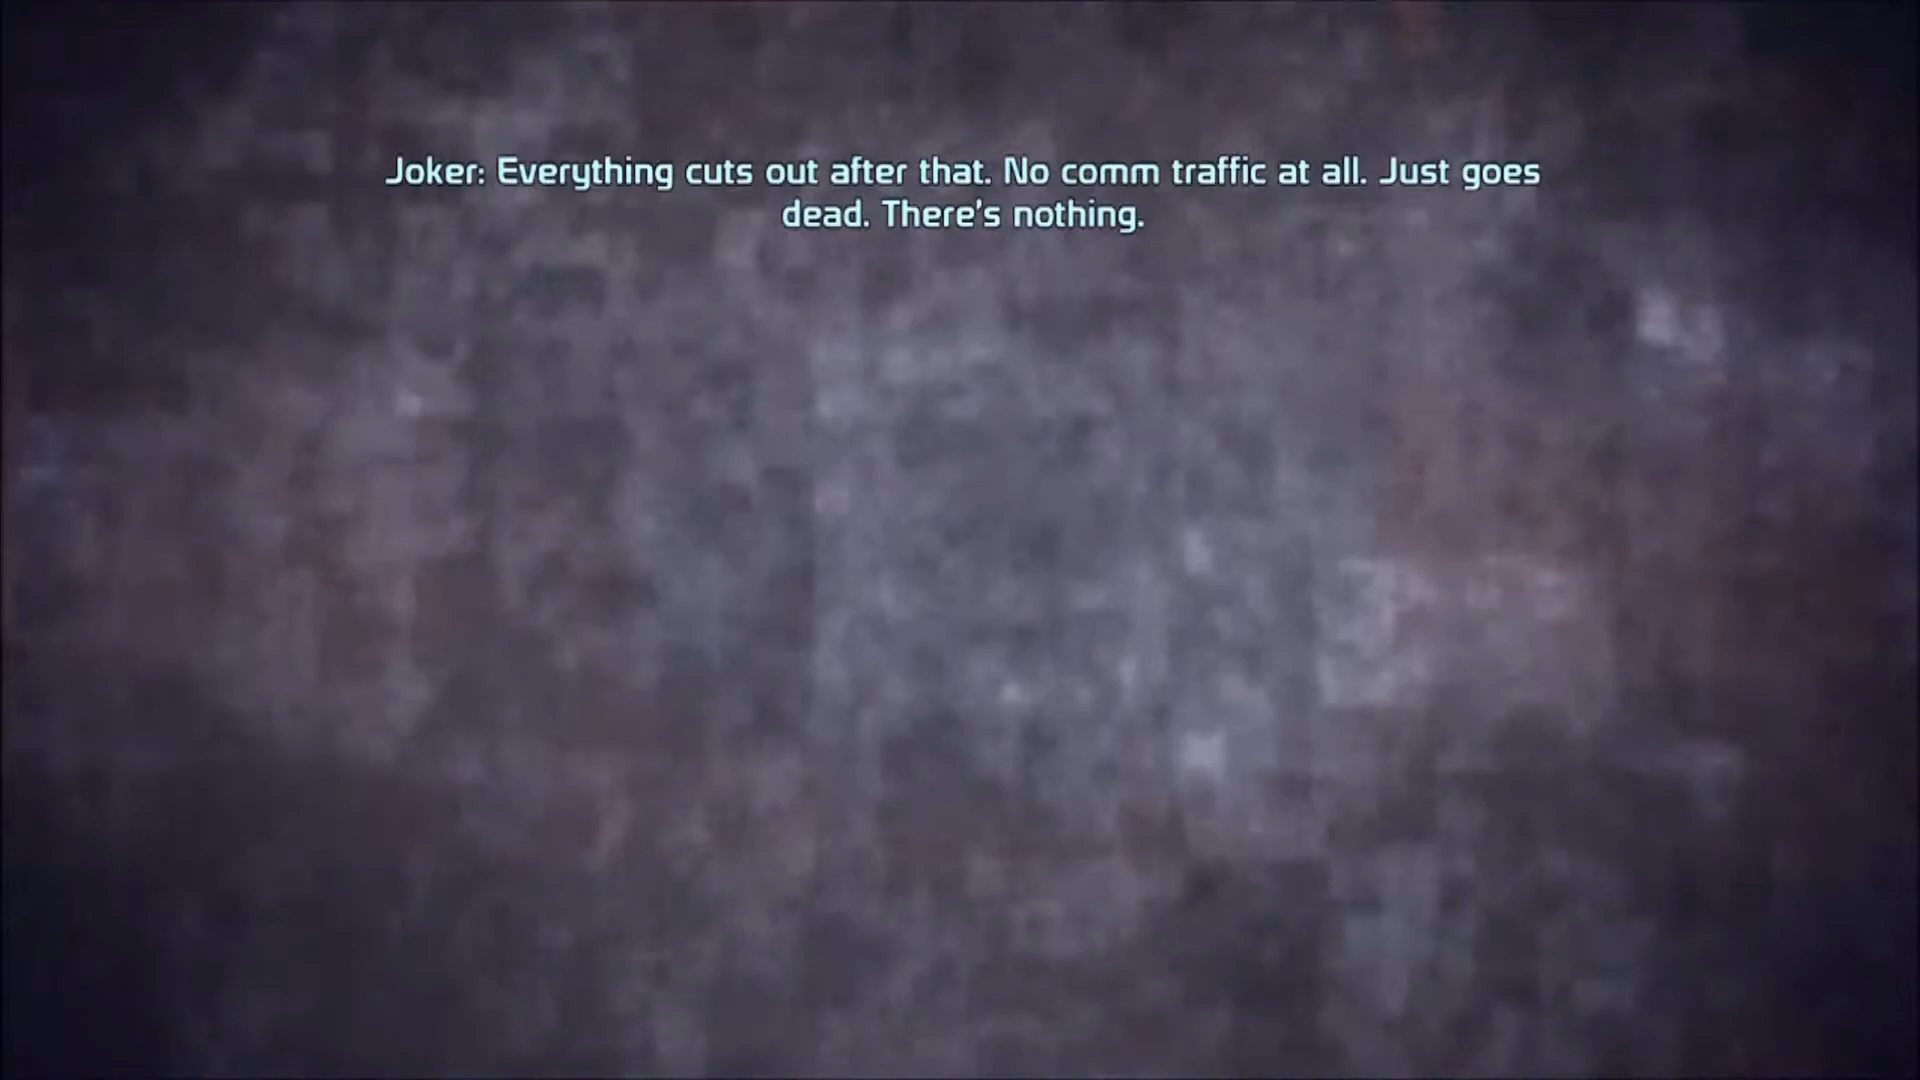 Joker: Everything cuts out after that. No comm traffic at all. Just goes
dead. There's nothing.